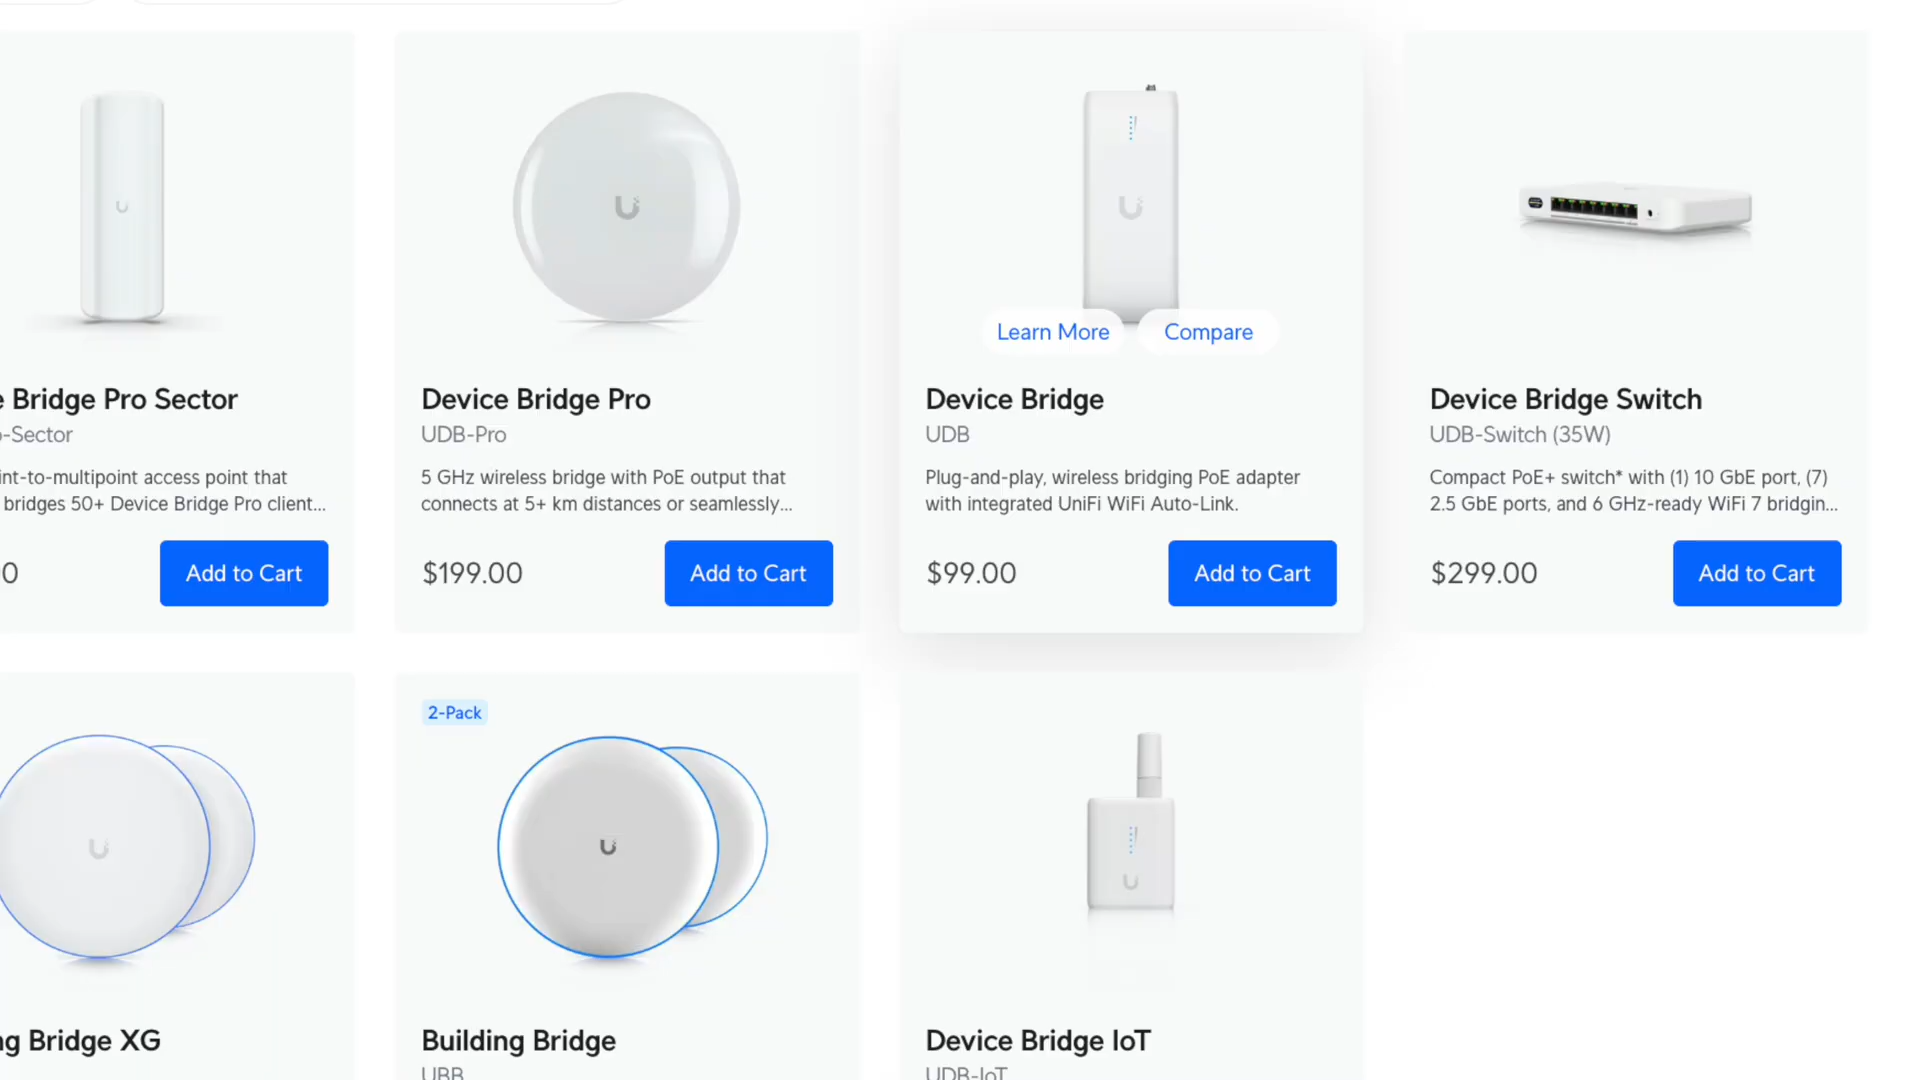 e Bridge Pro Sector
o-Sector
int-to-multipoint access point that
bridges 50+ Device Bridge Pro client...
0
Add to Cart
Device Bridge Pro
UDB-Pro
5 GHz wireless bridge with PoE output that
connects at 5+ km distances or seamlessly...
$199.00
Add to Cart
Learn More
Compare
Device Bridge
UDB
Plug-and-play, wireless bridging PoE adapter
with integrated UniFi WiFi Auto-Link.
$99.00
Add to Cart
Device Bridge Switch
UDB-Switch (35W)
Compact PoE+ switch* with (1) 10 GbE port, (7)
2.5 GbE ports, and 6 GHz-ready WiFi 7 bridgin...
$299.00
Add to Cart
ng Bridge XG
2-Pack
Building Bridge
UBB
Device Bridge IoT
UDB-IoT